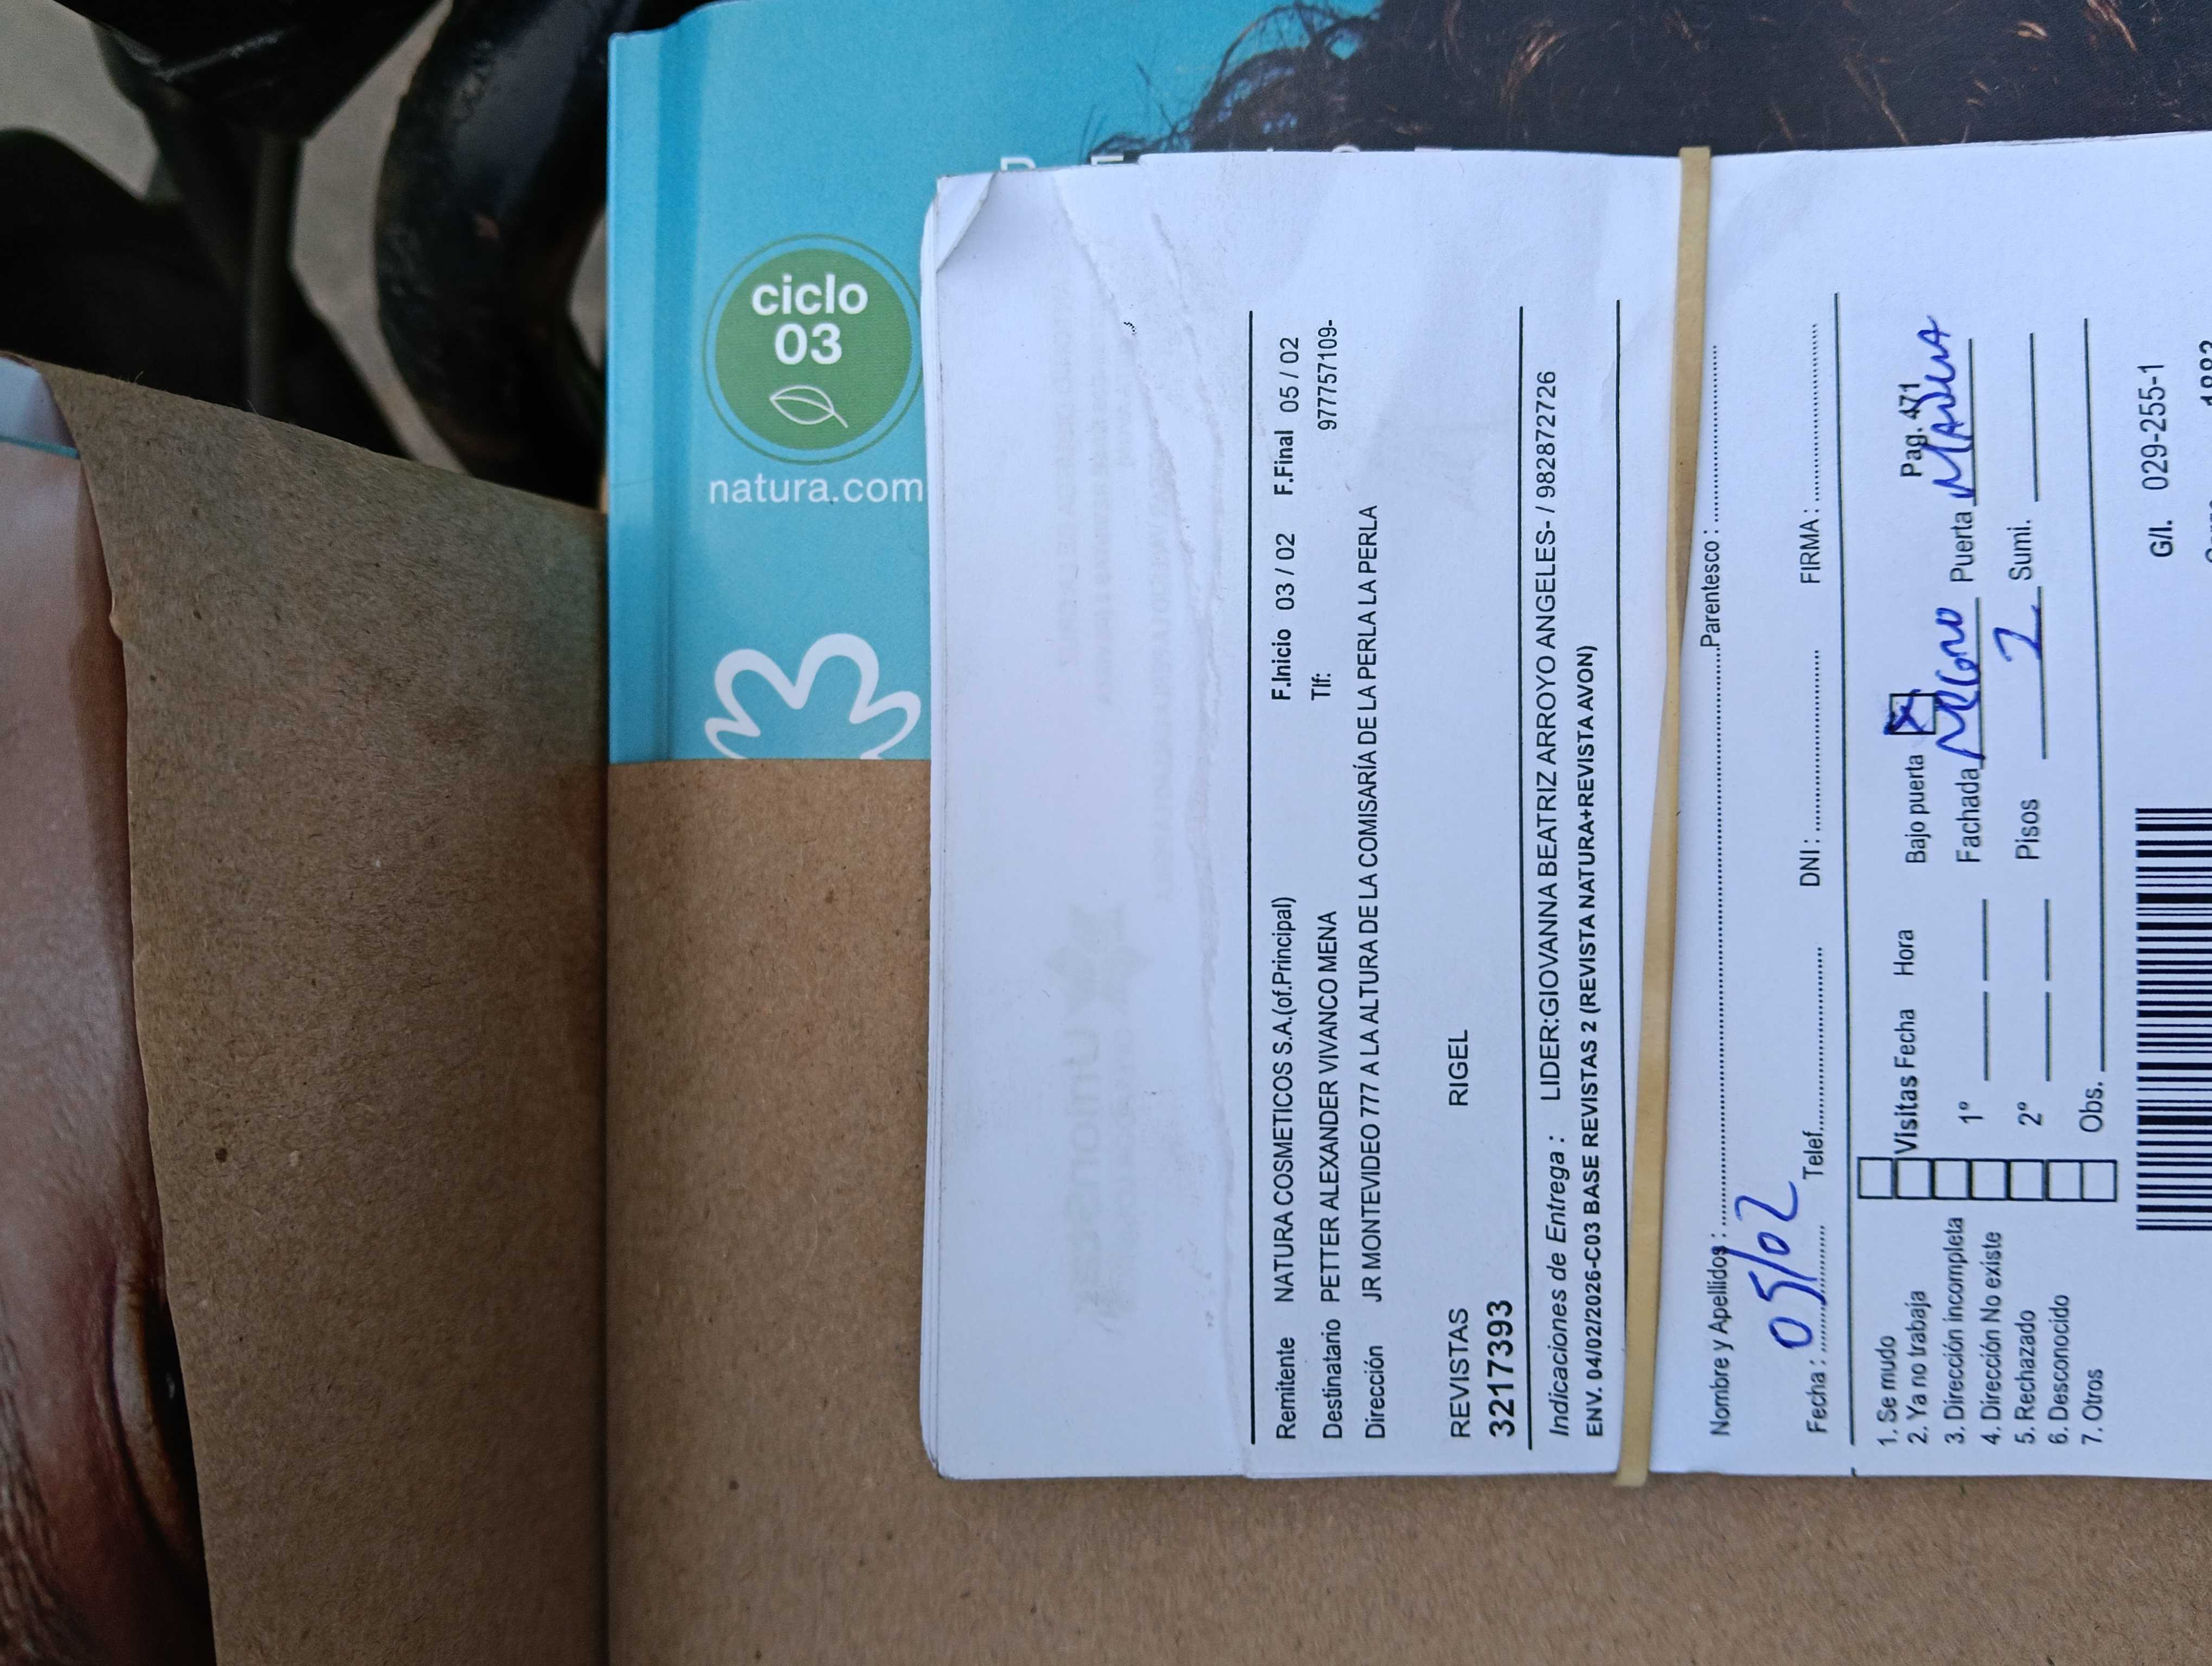 ciclo
03
natura.com
Remitente NATURA COSMETICOS S.A.(of.Principal) F.Inicio 03 / 02 F.Final 05 / 02
Destinatario PETTER ALEXANDER VIVANCO MENA Tlf: 977757109-
Dirección JR MONTEVIDEO 777 A LA ALTURA DE LA COMISARÍA DE LA PERLA LA PERLA
REVISTAS RIGEL
3217393
Indicaciones de Entrega : LIDER:GIOVANNA BEATRIZ ARROYO ANGELES- / 982872726
ENV. 04/02/2026-C03 BASE REVISTAS 2 (REVISTA NATURA+REVISTA AVON)
Nombre y Apellidos : Parentesco :
Fecha : 05/02 Telef. DNI : FIRMA :
1. Se mudo
2. Ya no trabaja
3. Dirección incompleta
4. Dirección No existe
5. Rechazado
6. Desconocido
7. Otros
Visitas Fecha Hora Bajo puerta X Pag. 471
1º Fachada NEGRO Puerta MADERA
2º Pisos 2 Sumi.
Obs.
G/I. 029-255-1